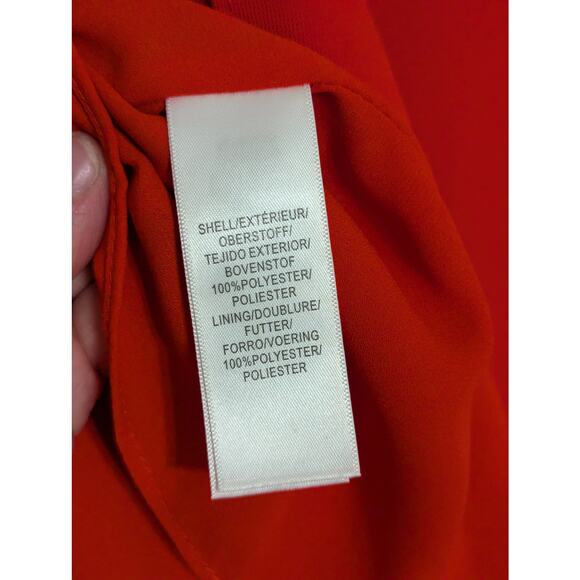 SHELL/EXTÉRIEUR/
OBERSTOFF/
TEJIDO EXTERIOR/
BOVENSTOF
100%POLYESTER/
POLIESTER
LINING/DOUBLURE/
FUTTER/
FORRO/VOERING
100%POLYESTER/
POLIESTER